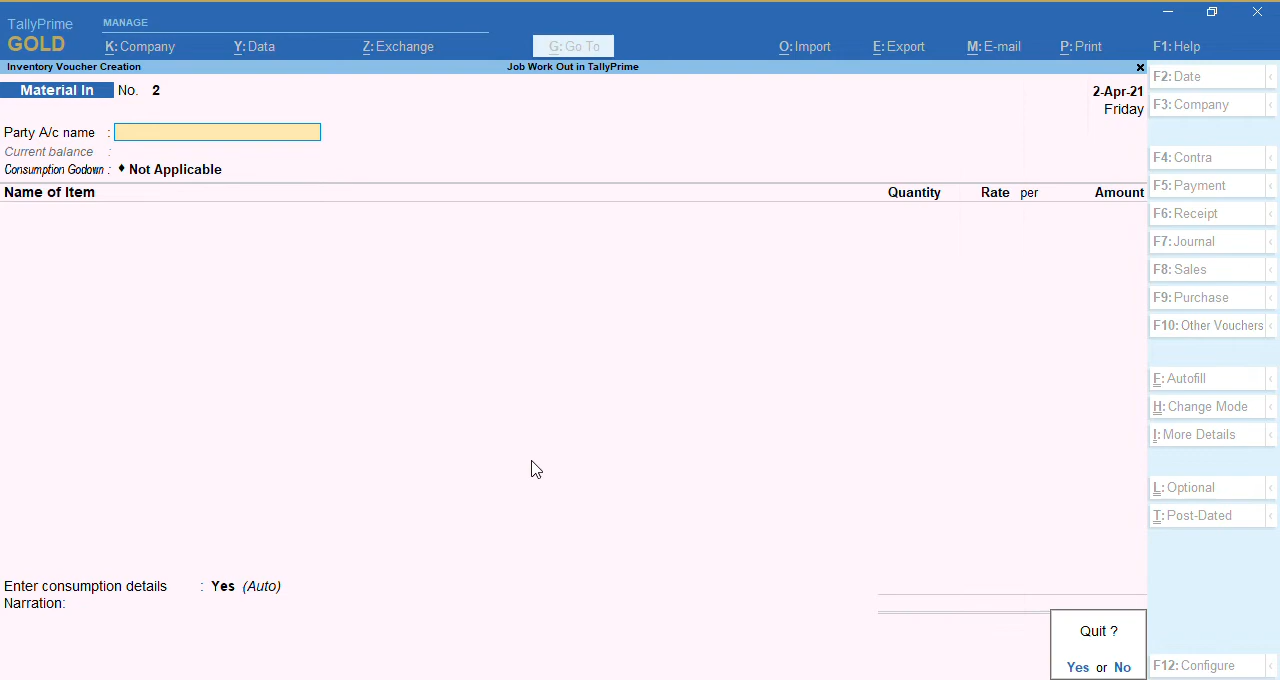 TallyPrime
GOLD
MANAGE
K: Company Y: Data Z: Exchange G: Go To O: Import E: Export M: E-mail P: Print F1: Help
Inventory Voucher Creation Job Work Out in TallyPrime
Material In No. 2 2-Apr-21
Friday
Party A/c name :
Current balance :
Consumption Godown : ♦ Not Applicable
Name of Item Quantity Rate per Amount
Enter consumption details : Yes (Auto)
Narration:
Quit ?
Yes or No
F2: Date
F3: Company
F4: Contra
F5: Payment
F6: Receipt
F7: Journal
F8: Sales
F9: Purchase
F10: Other Vouchers
F: Autofill
H: Change Mode
I: More Details
L: Optional
T: Post-Dated
F12: Configure